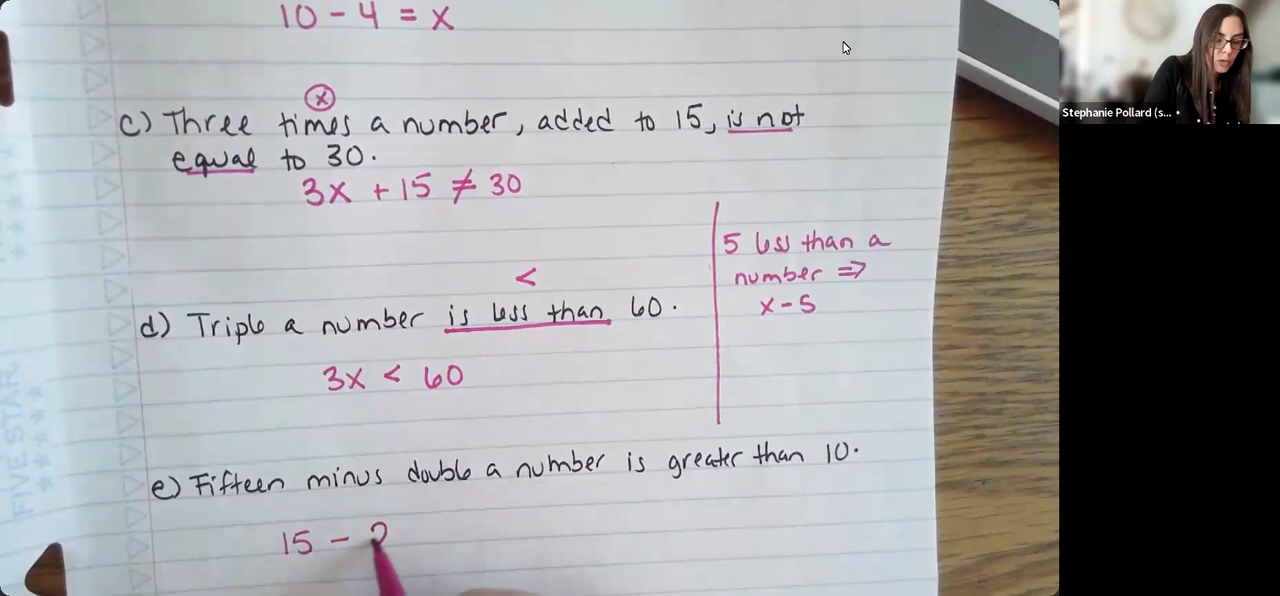 10 - 4 = x
x
c) Three times a number, added to 15, is not
equal to 30.
3x + 15 ≠ 30
5 less than a
number ⇒
x - 5
<
d) Triple a number is less than 60.
3x < 60
e) Fifteen minus double a number is greater than 10.
15 - 2
FIVE STAR
Stephanie Pollard (s...